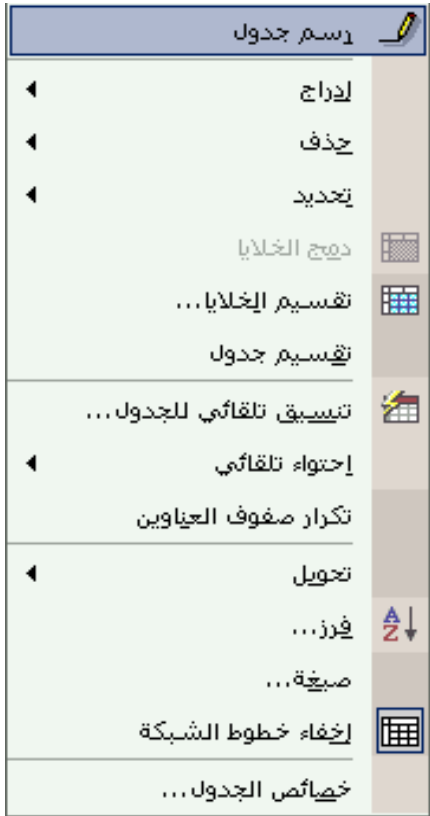 رسم جدول
إدراج
حذف
تحديد
دمج الخلايا
تقسيم الخلايا...
تقسيم جدول
تنسيق تلقائي للجدول...
إحتواء تلقائي
تكرار صفوف العناوين
تحويل
فرز...
صيغة...
إخفاء خطوط الشبكة
خصائص الجدول...